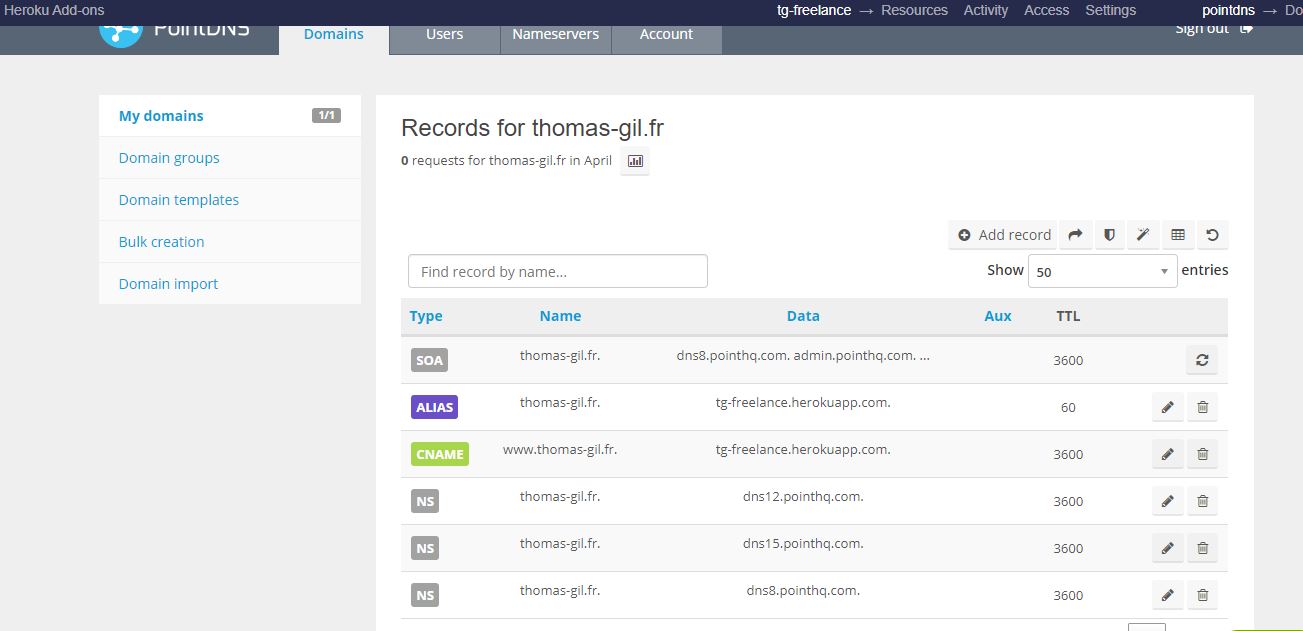 Heroku Add-ons tg-freelance → Resources Activity Access Settings pointdns → Do
PointDNS Domains Users Nameservers Account Sign out
My domains 1/1
Domain groups
Domain templates
Bulk creation
Domain import
Records for thomas-gil.fr
0 requests for thomas-gil.fr in April
Add record
Find record by name... Show 50 entries
Type Name Data Aux TTL
SOA thomas-gil.fr. dns8.pointhq.com. admin.pointhq.com. ... 3600
ALIAS thomas-gil.fr. tg-freelance.herokuapp.com. 60
CNAME www.thomas-gil.fr. tg-freelance.herokuapp.com. 3600
NS thomas-gil.fr. dns12.pointhq.com. 3600
NS thomas-gil.fr. dns15.pointhq.com. 3600
NS thomas-gil.fr. dns8.pointhq.com. 3600